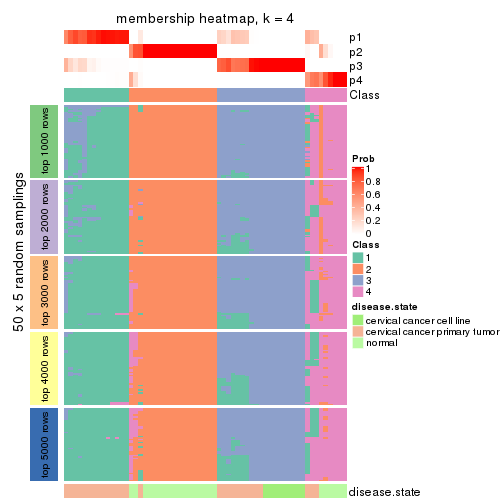 membership heatmap, k = 4
p1
p2
p3
p4
Class
50 x 5 random samplings
top 1000 rows
top 2000 rows
top 3000 rows
top 4000 rows
top 5000 rows
disease.state
Prob
1
0.8
0.6
0.4
0.2
0
Class
1
2
3
4
disease.state
cervical cancer cell line
cervical cancer primary tumor
normal